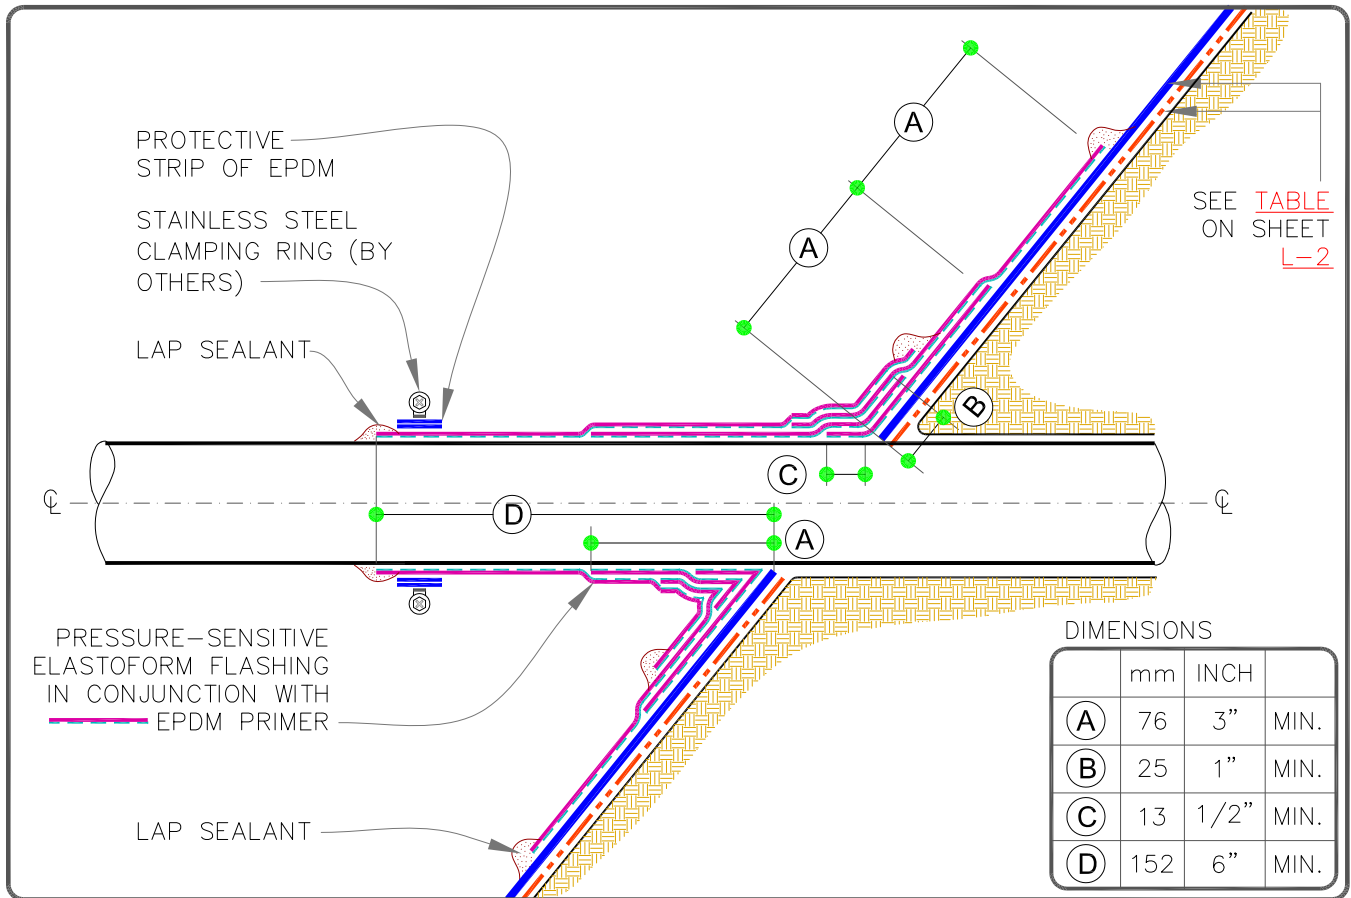 PROTECTIVE
STRIP OF EPDM
STAINLESS STEEL
CLAMPING RING (BY
OTHERS)
LAP SEALANT
A
A
SEE TABLE
ON SHEET
L-2
B
C
℄
℄
D
A
PRESSURE-SENSITIVE
ELASTOFORM FLASHING
IN CONJUNCTION WITH
EPDM PRIMER
LAP SEALANT
DIMENSIONS
mm INCH
A 76 3” MIN.
B 25 1” MIN.
C 13 1/2” MIN.
D 152 6” MIN.